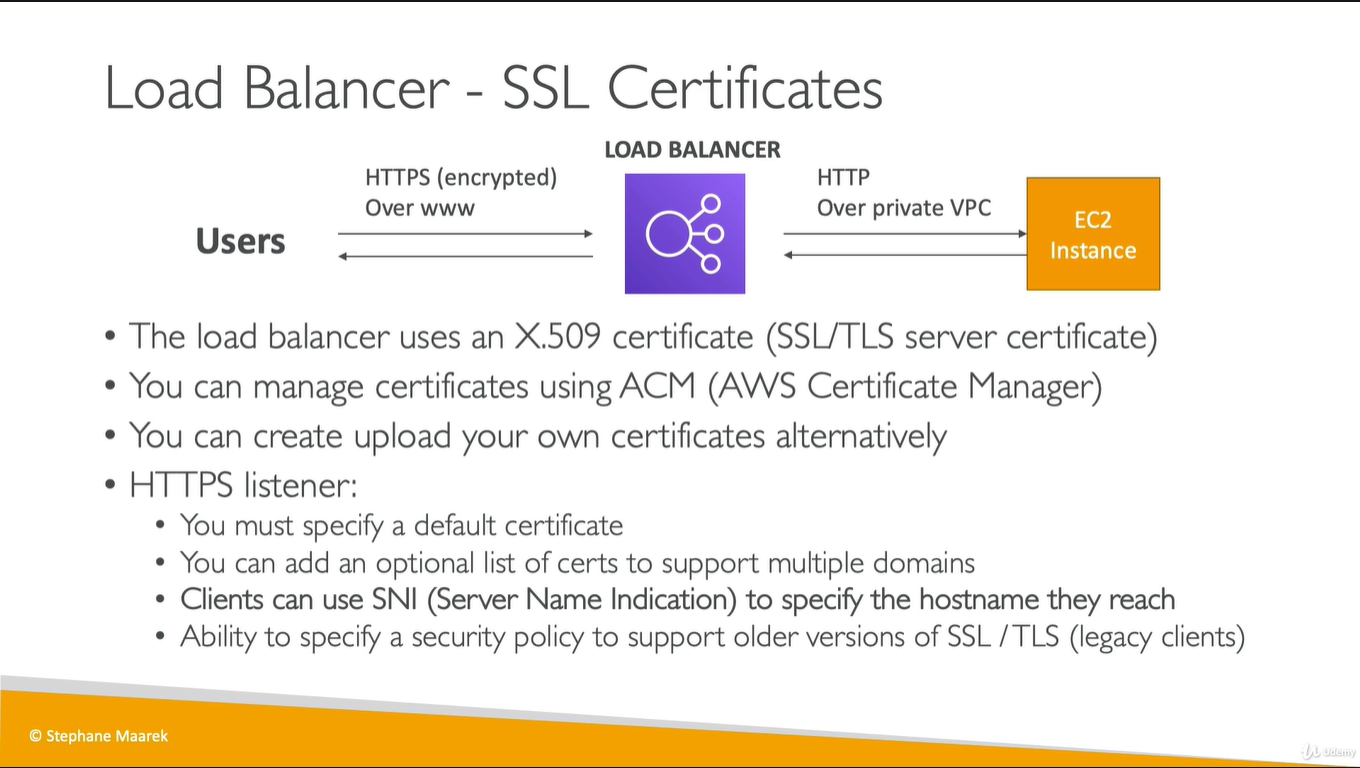 Load Balancer - SSL Certificates
LOAD BALANCER
HTTPS (encrypted)
Over www
HTTP
Over private VPC
Users
EC2
Instance
• The load balancer uses an X.509 certificate (SSL/TLS server certificate)
• You can manage certificates using ACM (AWS Certificate Manager)
• You can create upload your own certificates alternatively
• HTTPS listener:
• You must specify a default certificate
• You can add an optional list of certs to support multiple domains
• Clients can use SNI (Server Name Indication) to specify the hostname they reach
• Ability to specify a security policy to support older versions of SSL / TLS (legacy clients)
© Stephane Maarek
Udemy